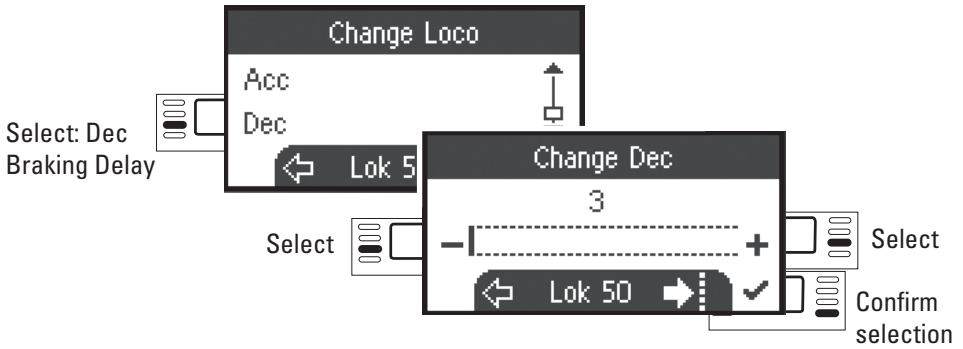 Change Loco
Acc
Dec
Select: Dec
Braking Delay
Lok 5
Change Dec
3
Select
− +
Select
Lok 50
Confirm
selection